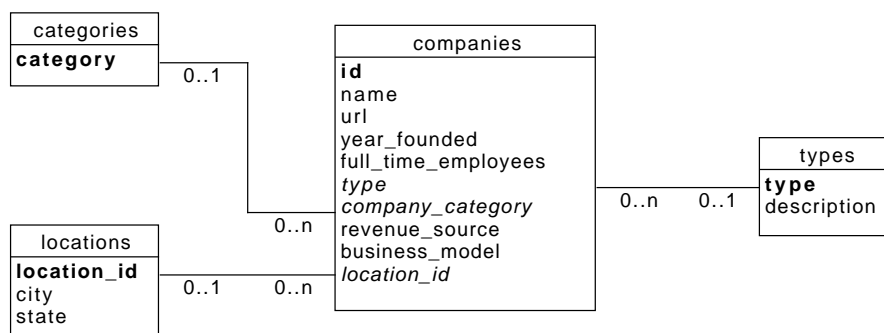 categories
category
0..1
0..n
locations
location_id
city
state
0..1
0..n
companies
id
name
url
year_founded
full_time_employees
type
company_category
revenue_source
business_model
location_id
0..n
0..1
types
type
description